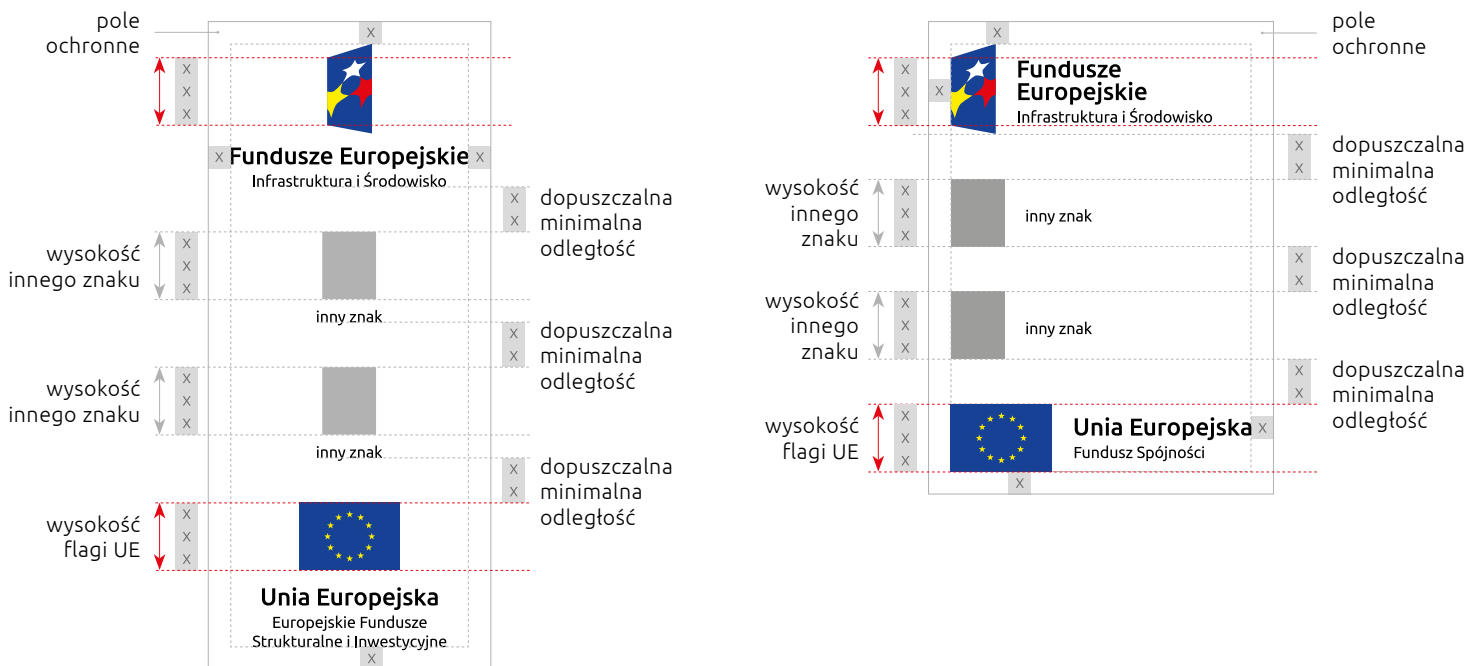 pole
ochronne
X
X
X
X
X
Fundusze Europejskie
X
Infrastruktura i Środowisko
X
X
dopuszczalna
minimalna
odległość
wysokość
innego znaku
X
X
X
inny znak
X
X
dopuszczalna
minimalna
odległość
wysokość
innego znaku
X
X
X
inny znak
X
X
dopuszczalna
minimalna
odległość
wysokość
flagi UE
X
X
X
Unia Europejska
Europejskie Fundusze
Strukturalne i Inwestycyjne
X
pole
ochronne
X
X
X
X
X
Fundusze
Europejskie
Infrastruktura i Środowisko
X
X
dopuszczalna
minimalna
odległość
wysokość
innego
znaku
X
X
X
inny znak
X
X
dopuszczalna
minimalna
odległość
wysokość
innego
znaku
X
X
X
inny znak
X
X
dopuszczalna
minimalna
odległość
wysokość
flagi UE
X
X
X
Unia Europejska
X
Fundusz Spójności
X